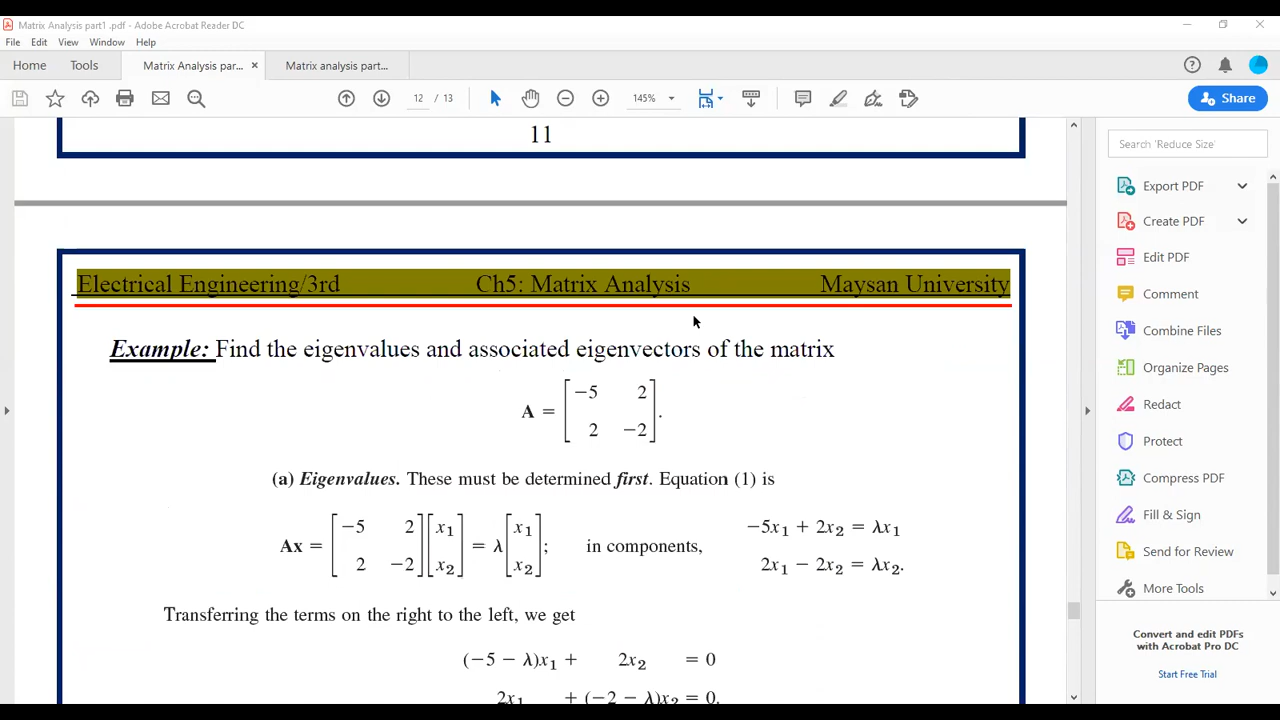 Matrix Analysis part1 .pdf - Adobe Acrobat Reader DC
File Edit View Window Help
Home Tools Matrix Analysis par... × Matrix analysis part...
12 / 13 145% Share
11
Electrical Engineering/3rd Ch5: Matrix Analysis Maysan University
Example: Find the eigenvalues and associated eigenvectors of the matrix
A = [−5 2
2 −2].
(a) Eigenvalues. These must be determined first. Equation (1) is
Ax = [−5 2; 2 −2][x₁; x₂] = λ[x₁; x₂]; in components, −5x₁ + 2x₂ = λx₁
2x₁ − 2x₂ = λx₂.
Transferring the terms on the right to the left, we get
(−5 − λ)x₁ + 2x₂ = 0
2x₁ + (−2 − λ)x₂ = 0.
Search 'Reduce Size'
Export PDF
Create PDF
Edit PDF
Comment
Combine Files
Organize Pages
Redact
Protect
Compress PDF
Fill & Sign
Send for Review
More Tools
Convert and edit PDFs
with Acrobat Pro DC
Start Free Trial